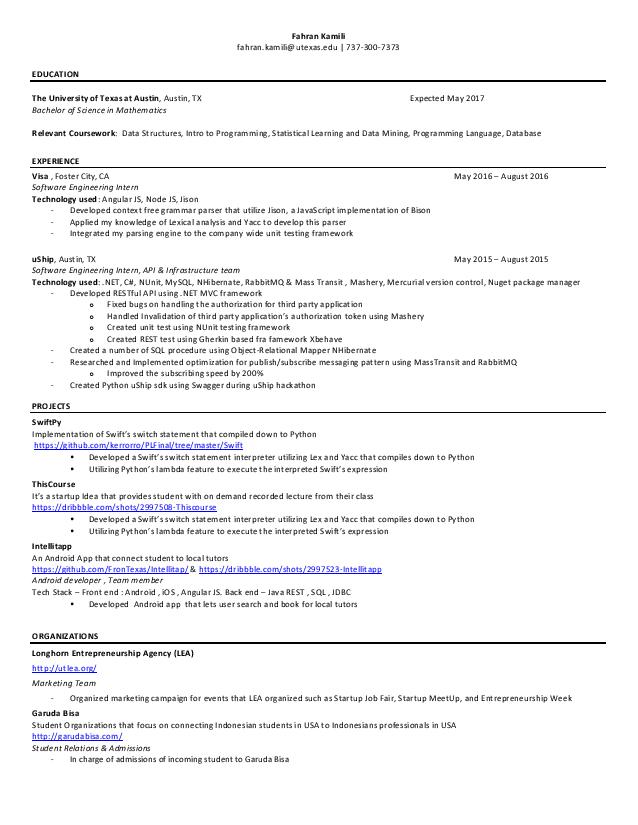 Fahran Kamili
fahran.kamili@utexas.edu | 737-300-7373
EDUCATION
The University of Texas at Austin, Austin, TX Expected May 2017
Bachelor of Science in Mathematics
Relevant Coursework: Data Structures, Intro to Programming, Statistical Learning and Data Mining, Programming Language, Database
EXPERIENCE
Visa , Foster City, CA May 2016 – August 2016
Software Engineering Intern
Technology used: Angular JS, Node JS, Jison
- Developed context free grammar parser that utilize Jison, a JavaScript implementation of Bison
- Applied my knowledge of Lexical analysis and Yacc to develop this parser
- Integrated my parsing engine to the company wide unit testing framework
uShip, Austin, TX May 2015 – August 2015
Software Engineering Intern, API & Infrastructure team
Technology used: .NET, C#, NUnit, MySQL, NHibernate, RabbitMQ & Mass Transit , Mashery, Mercurial version control, Nuget package manager
- Developed RESTful API using .NET MVC framework
o Fixed bugs on handling the authorization for third party application
o Handled Invalidation of third party application's authorization token using Mashery
o Created unit test using NUnit testing framework
o Created REST test using Gherkin based fra famework Xbehave
- Created a number of SQL procedure using Object-Relational Mapper NHibernate
- Researched and Implemented optimization for publish/subscribe messaging pattern using MassTransit and RabbitMQ
o Improved the subscribing speed by 200%
- Created Python uShip sdk using Swagger during uShip hackathon
PROJECTS
SwiftPy
Implementation of Swift's switch statement that compiled down to Python
https://github.com/kerrorro/PLFinal/tree/master/Swift
▪ Developed a Swift's switch statement interpreter utilizing Lex and Yacc that compiles down to Python
▪ Utilizing Python's lambda feature to execute the interpreted Swift's expression
ThisCourse
It's a startup Idea that provides student with on demand recorded lecture from their class
https://dribbble.com/shots/2997508-Thiscourse
▪ Developed a Swift's switch statement interpreter utilizing Lex and Yacc that compiles down to Python
▪ Utilizing Python's lambda feature to execute the interpreted Swift's expression
Intellitapp
An Android App that connect student to local tutors
https://github.com/FronTexas/Intellitap/ & https://dribbble.com/shots/2997523-Intellitapp
Android developer , Team member
Tech Stack – Front end : Android , iOS , Angular JS. Back end – Java REST , SQL , JDBC
▪ Developed Android app that lets user search and book for local tutors
ORGANIZATIONS
Longhorn Entrepreneurship Agency (LEA)
http://utlea.org/
Marketing Team
- Organized marketing campaign for events that LEA organized such as Startup Job Fair, Startup MeetUp, and Entrepreneurship Week
Garuda Bisa
Student Organizations that focus on connecting Indonesian students in USA to Indonesians professionals in USA
http://garudabisa.com/
Student Relations & Admissions
- In charge of admissions of incoming student to Garuda Bisa